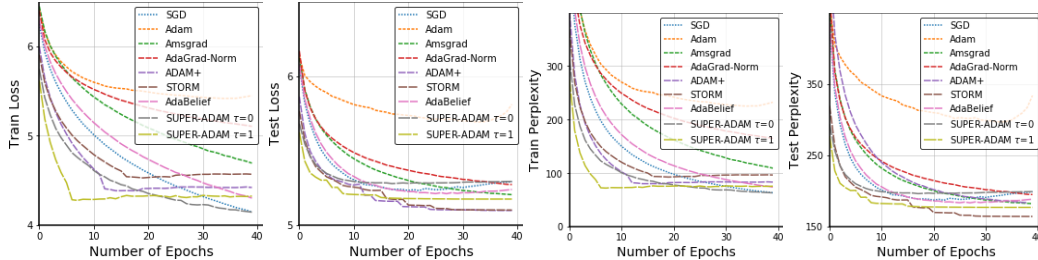 Train Loss
6
5
4
0
10
20
30
40
Number of Epochs
SGD
Adam
Amsgrad
AdaGrad-Norm
ADAM+
STORM
AdaBelief
SUPER-ADAM τ=0
SUPER-ADAM τ=1
Test Loss
6
5
0
10
20
30
40
Number of Epochs
SGD
Adam
Amsgrad
AdaGrad-Norm
ADAM+
STORM
AdaBelief
SUPER-ADAM τ=0
SUPER-ADAM τ=1
Train Perplexity
300
200
100
0
0
10
20
30
40
Number of Epochs
SGD
Adam
Amsgrad
AdaGrad-Norm
ADAM+
STORM
AdaBelief
SUPER-ADAM τ=0
SUPER-ADAM τ=1
Test Perplexity
350
250
150
0
10
20
30
40
Number of Epochs
SGD
Adam
Amsgrad
AdaGrad-Norm
ADAM+
STORM
AdaBelief
SUPER-ADAM τ=0
SUPER-ADAM τ=1